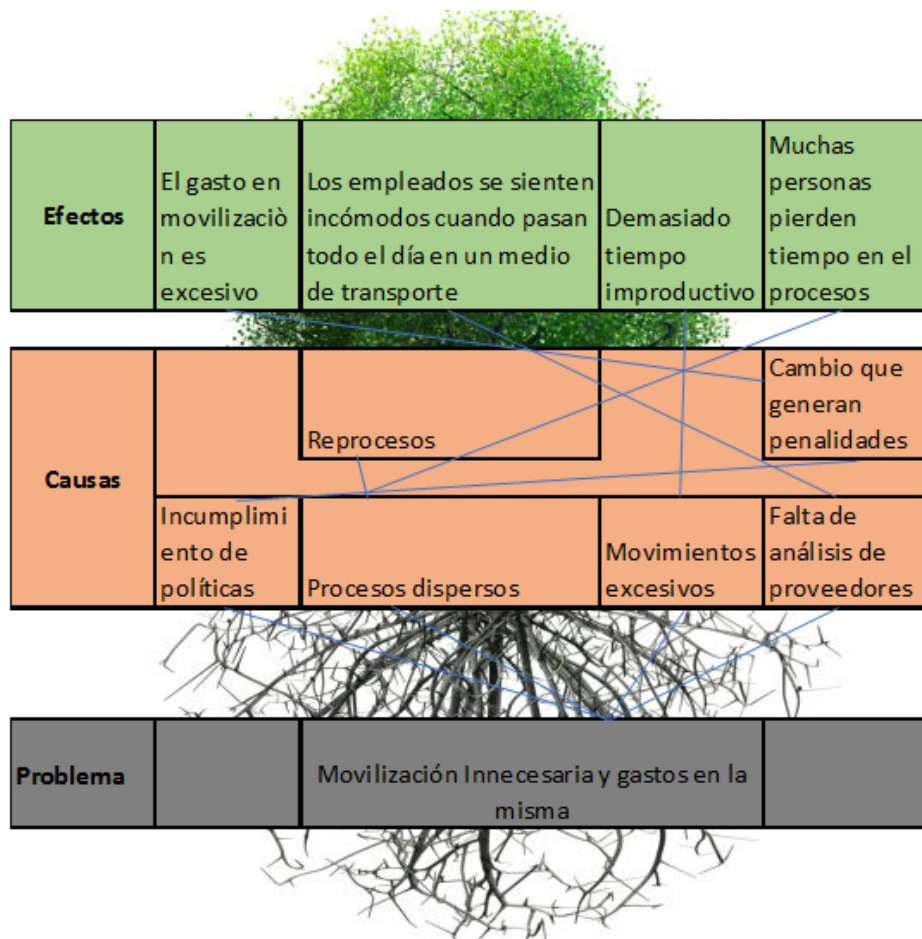 Efectos
El gasto en
movilizaciò
n es
excesivo
Los empleados se sienten
incómodos cuando pasan
todo el día en un medio
de transporte
Demasiado
tiempo
improductivo
Muchas
personas
pierden
tiempo en el
procesos
Causas
Reprocesos
Cambio que
generan
penalidades
Incumplimi
ento de
políticas
Procesos dispersos
Movimientos
excesivos
Falta de
análisis de
proveedores
Problema
Movilización Innecesaria y gastos en la
misma